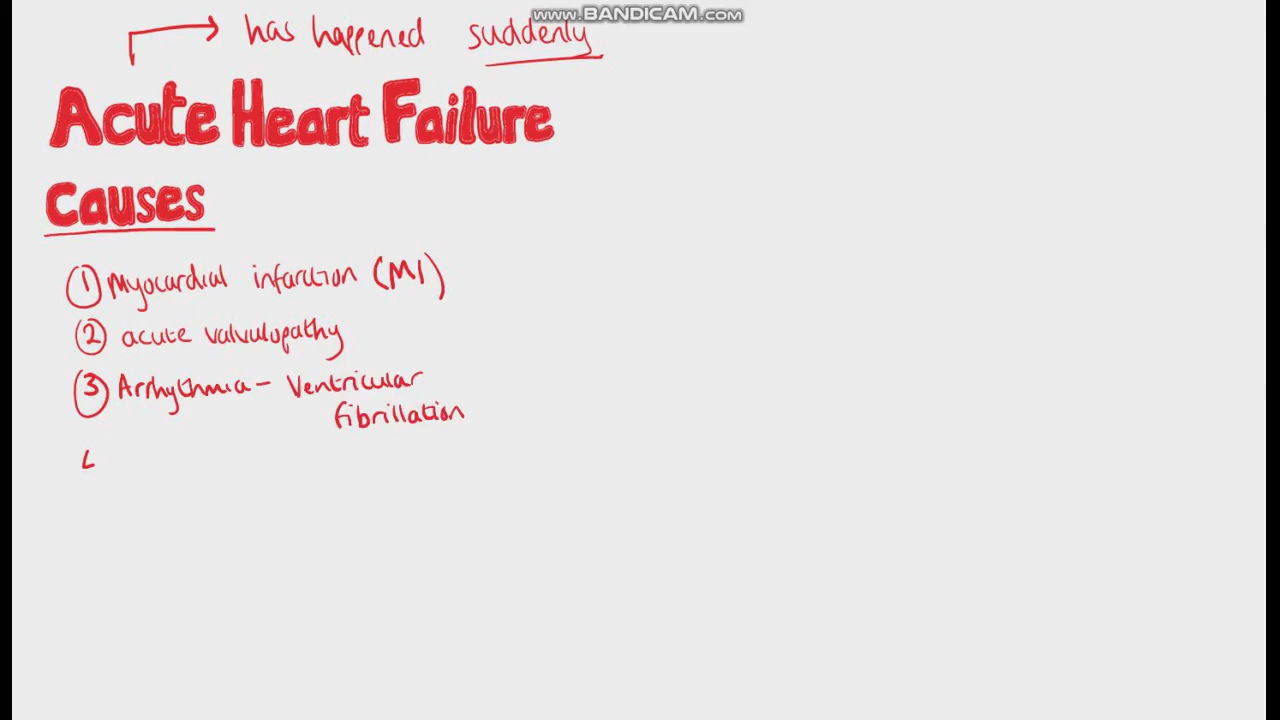 www.BANDICAM.com
has happened suddenly
Acute Heart Failure
Causes
1 Myocardial infarction (MI)
2 acute valvulopathy
3 Arrhythmia - Ventricular
fibrillation